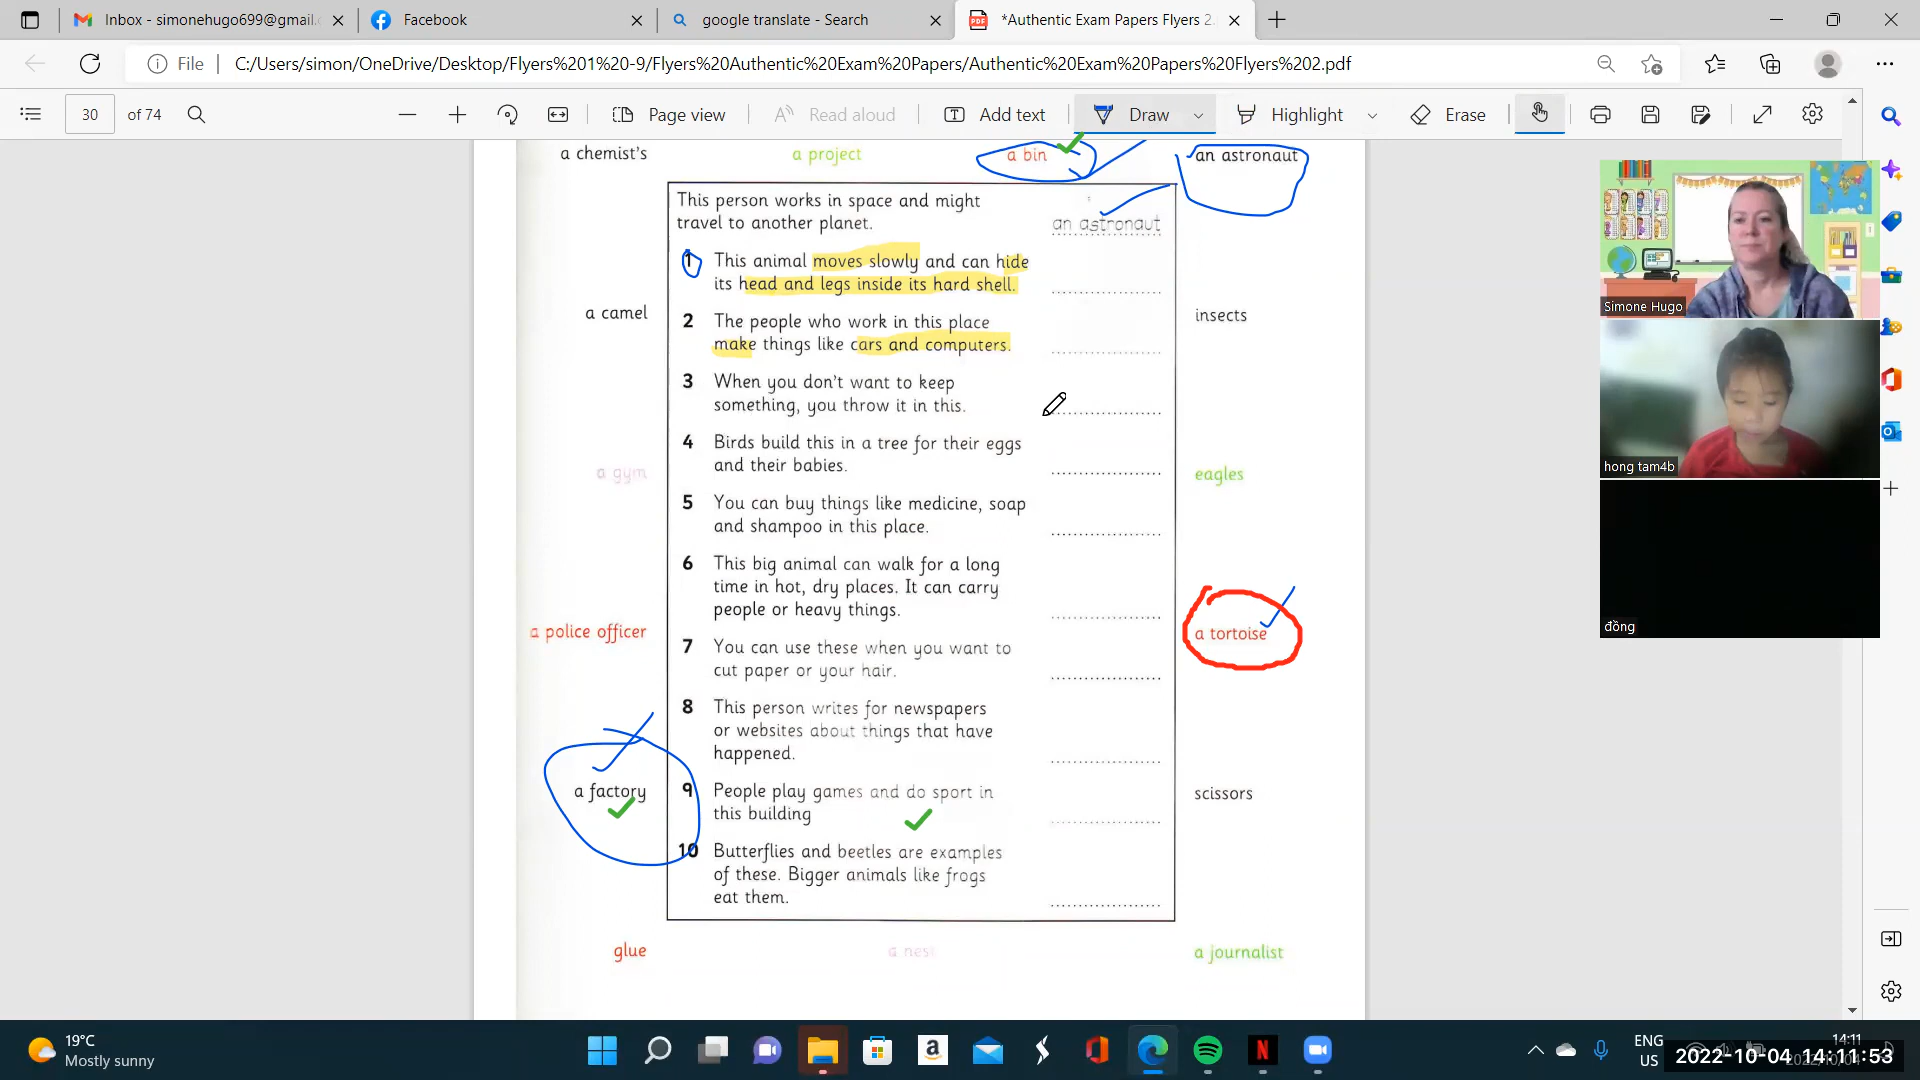 Inbox - simonehugo699@gmail.
Facebook
google translate - Search
*Authentic Exam Papers Flyers 2
File
C:/Users/simon/OneDrive/Desktop/Flyers%201%20-9/Flyers%20Authentic%20Exam%20Papers/Authentic%20Exam%20Papers%20Flyers%202.pdf
30 of 74
Page view
Read aloud
Add text
Draw
Highlight
Erase
a chemist's
a project
a bin
an astronaut
This person works in space and might
travel to another planet.
an astronaut
1 This animal moves slowly and can hide
its head and legs inside its hard shell.
a camel
insects
2 The people who work in this place
make things like cars and computers.
3 When you don't want to keep
something, you throw it in this.
4 Birds build this in a tree for their eggs
and their babies.
a gym
eagles
5 You can buy things like medicine, soap
and shampoo in this place.
6 This big animal can walk for a long
time in hot, dry places. It can carry
people or heavy things.
a police officer
a tortoise
7 You can use these when you want to
cut paper or your hair.
8 This person writes for newspapers
or websites about things that have
happened.
a factory
scissors
9 People play games and do sport in
this building
10 Butterflies and beetles are examples
of these. Bigger animals like frogs
eat them.
glue
a nest
a journalist
Simone Hugo
hong tam4b
đồng
19°C
Mostly sunny
ENG
US
14:11
2022-10-04 14:11:53